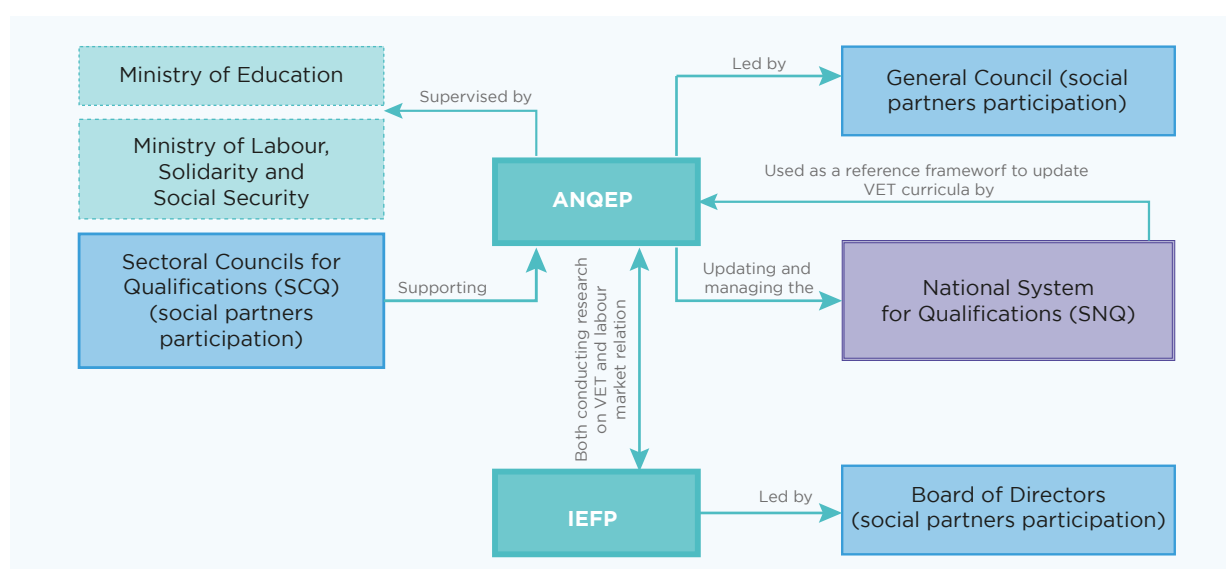 Ministry of Education
Supervised by
Ministry of Labour,
Solidarity and
Social Security
Sectoral Councils for
Qualifications (SCQ)
(social partners
participation)
Supporting
ANQEP
Led by
General Council (social
partners participation)
Used as a reference frameworf to update
VET curricula by
Updating and
managing the
National System
for Qualifications (SNQ)
Both conducting research
on VET and labour
market relation
IEFP
Led by
Board of Directors
(social partners participation)